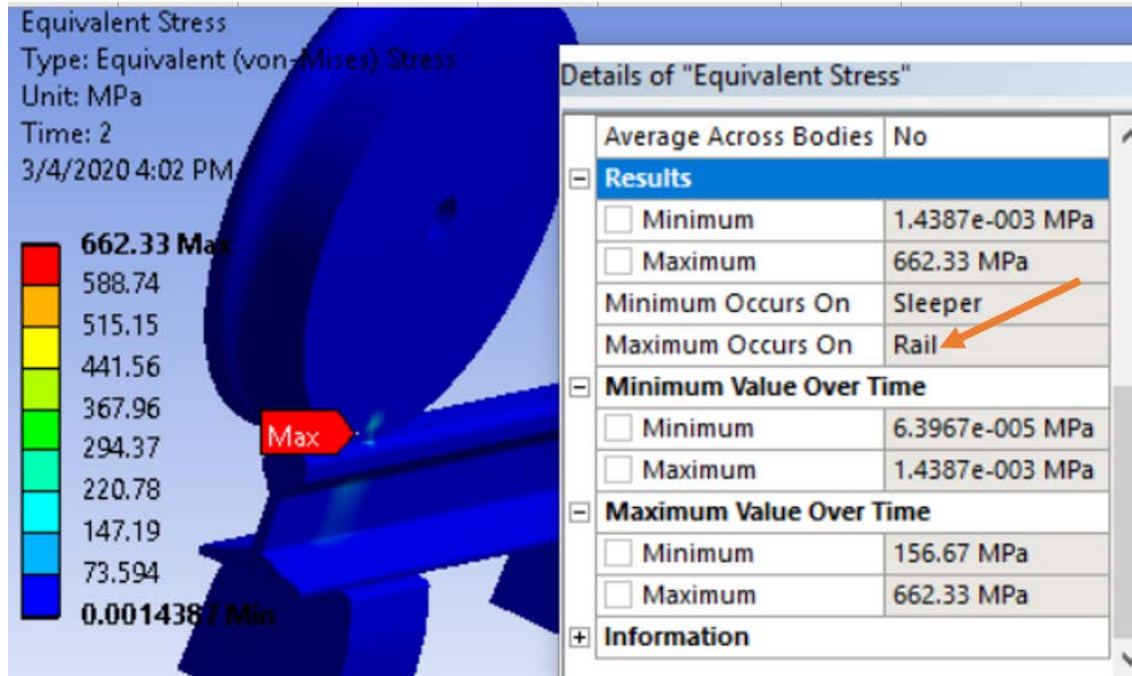 Equivalent Stress
Type: Equivalent (von-Mises) Stress
Unit: MPa
Time: 2
3/4/2020 4:02 PM
662.33 Max
588.74
515.15
441.56
367.96
294.37
220.78
147.19
73.594
0.0014387 Min
Max
Details of "Equivalent Stress"
Average Across Bodies No
Results
Minimum 1.4387e-003 MPa
Maximum 662.33 MPa
Minimum Occurs On Sleeper
Maximum Occurs On Rail
Minimum Value Over Time
Minimum 6.3967e-005 MPa
Maximum 1.4387e-003 MPa
Maximum Value Over Time
Minimum 156.67 MPa
Maximum 662.33 MPa
Information